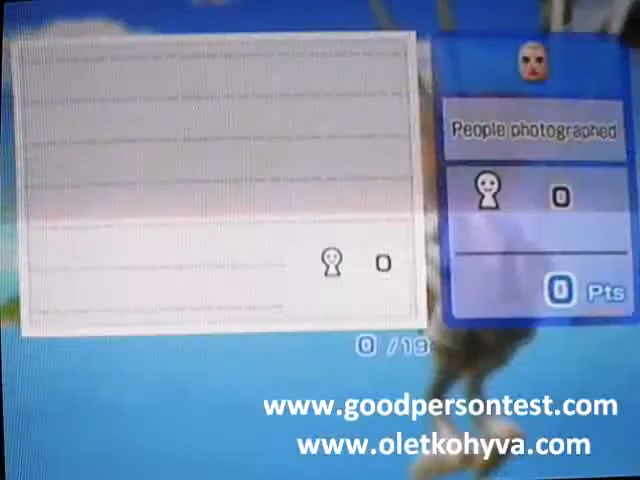 People photographed
0
0
0 Pts
0 /19
www.goodpersontest.com
www.oletkohyva.com